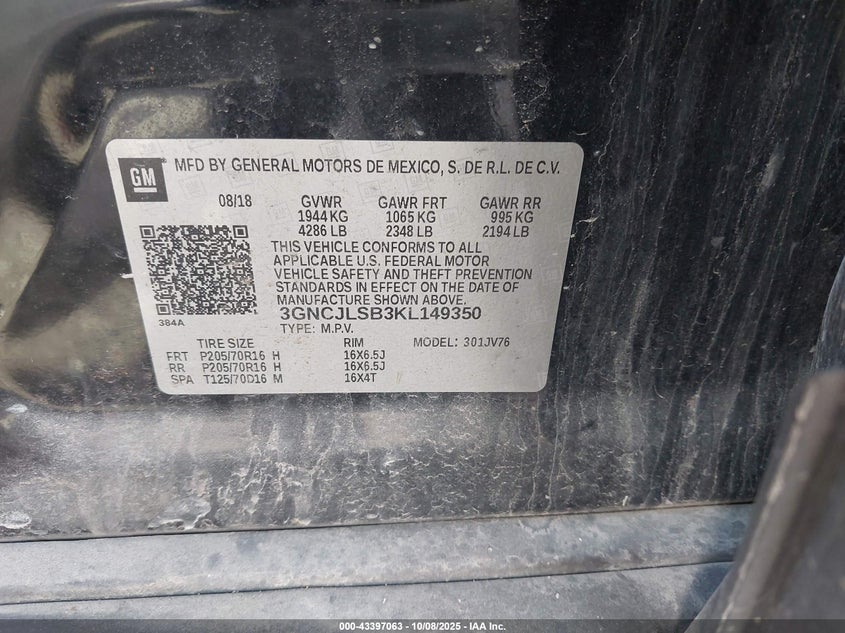 GM
MFD BY GENERAL MOTORS DE MEXICO, S. DE R.L. DE C.V.
08/18 GVWR GAWR FRT GAWR RR
1944 KG 1065 KG 995 KG
4286 LB 2348 LB 2194 LB
THIS VEHICLE CONFORMS TO ALL
APPLICABLE U.S. FEDERAL MOTOR
VEHICLE SAFETY AND THEFT PREVENTION
STANDARDS IN EFFECT ON THE DATE OF
MANUFACTURE SHOWN ABOVE.
384A
3GNCJLSB3KL149350
TYPE: M.P.V.
TIRE SIZE RIM MODEL: 301JV76
FRT P205/70R16 H 16X6.5J
RR P205/70R16 H 16X6.5J
SPA T125/70D16 M 16X4T
000-43397063 | 10/08/2025 | IAA Inc.